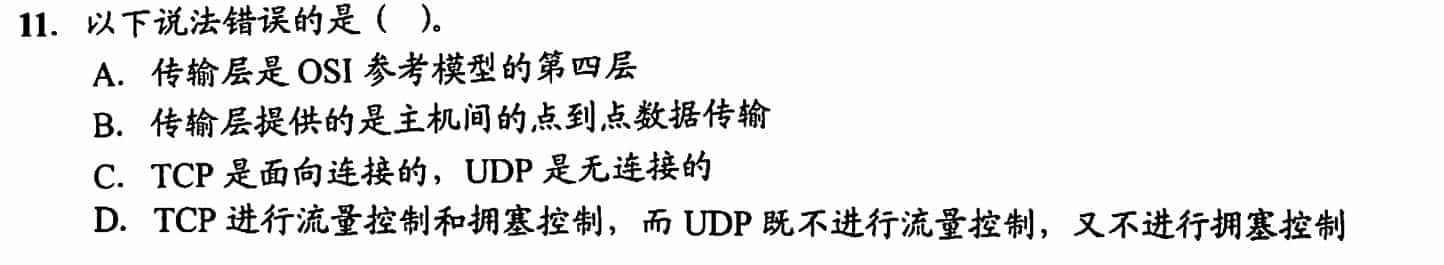 11. 以下说法错误的是( )。
A. 传输层是 OSI 参考模型的第四层
B. 传输层提供的是主机间的点到点数据传输
C. TCP 是面向连接的，UDP 是无连接的
D. TCP 进行流量控制和拥塞控制，而 UDP 既不进行流量控制，又不进行拥塞控制